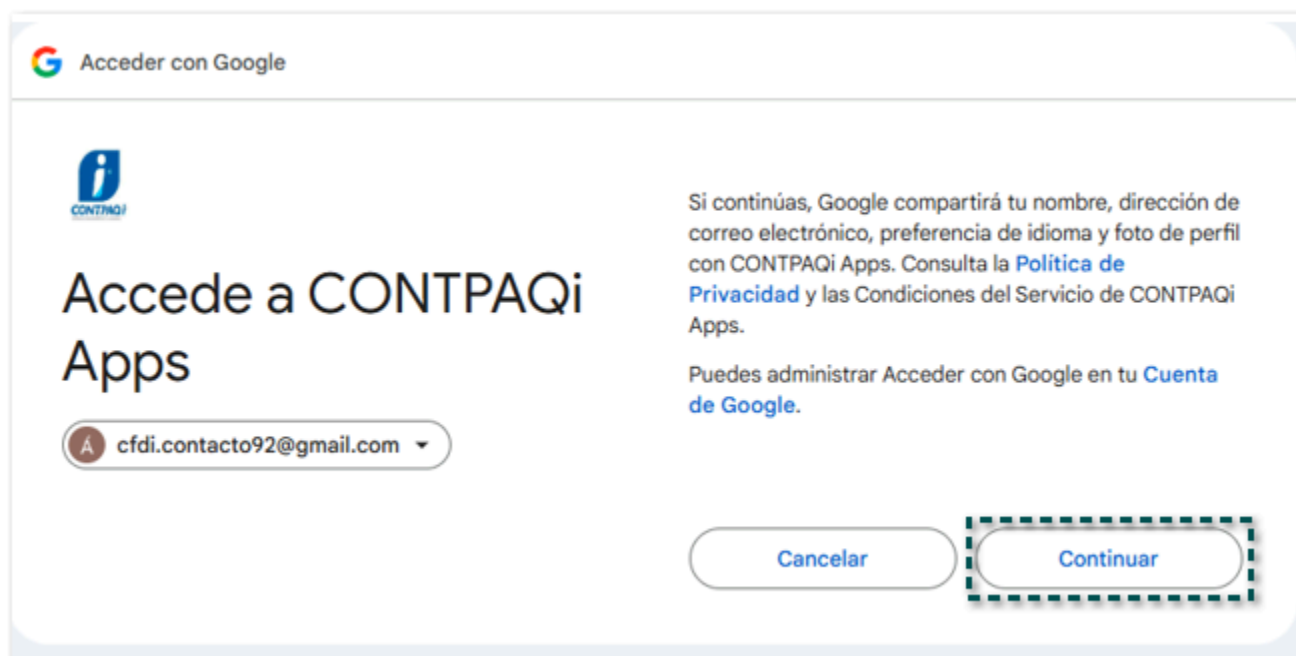 Acceder con Google
CONTPAQi
Accede a CONTPAQi
Apps
Á cfdi.contacto92@gmail.com
Si continúas, Google compartirá tu nombre, dirección de
correo electrónico, preferencia de idioma y foto de perfil
con CONTPAQi Apps. Consulta la Política de
Privacidad y las Condiciones del Servicio de CONTPAQi
Apps.
Puedes administrar Acceder con Google en tu Cuenta
de Google.
Cancelar
Continuar